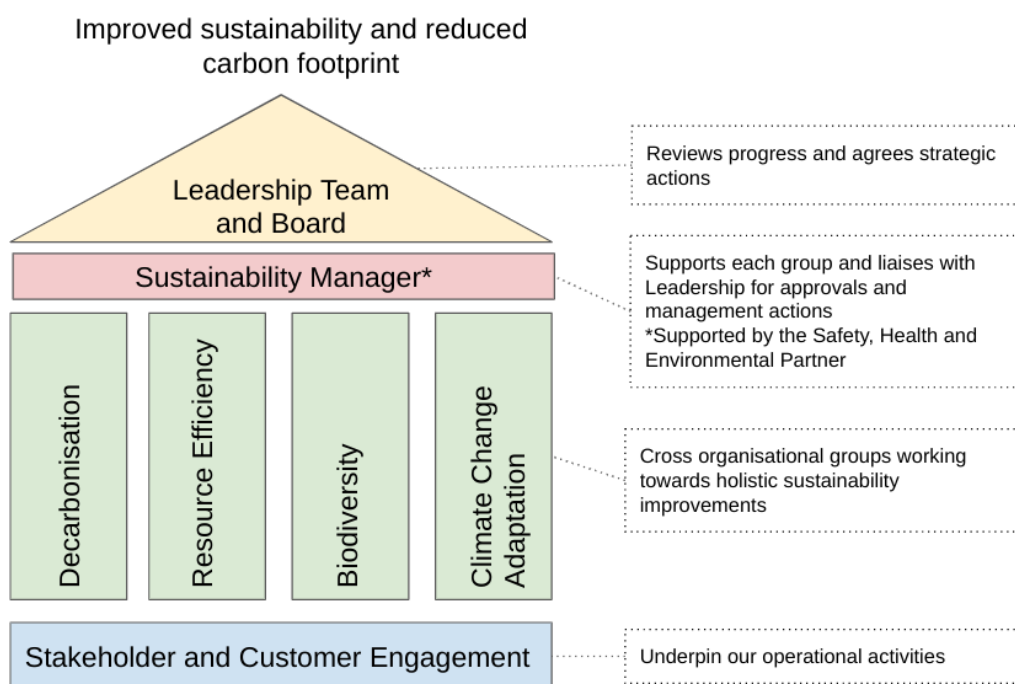 Improved sustainability and reduced
carbon footprint
Leadership Team
and Board
Reviews progress and agrees strategic
actions
Sustainability Manager*
Supports each group and liaises with
Leadership for approvals and
management actions
*Supported by the Safety, Health and
Environmental Partner
Decarbonisation
Resource Efficiency
Biodiversity
Climate Change
Adaptation
Cross organisational groups working
towards holistic sustainability
improvements
Stakeholder and Customer Engagement
Underpin our operational activities